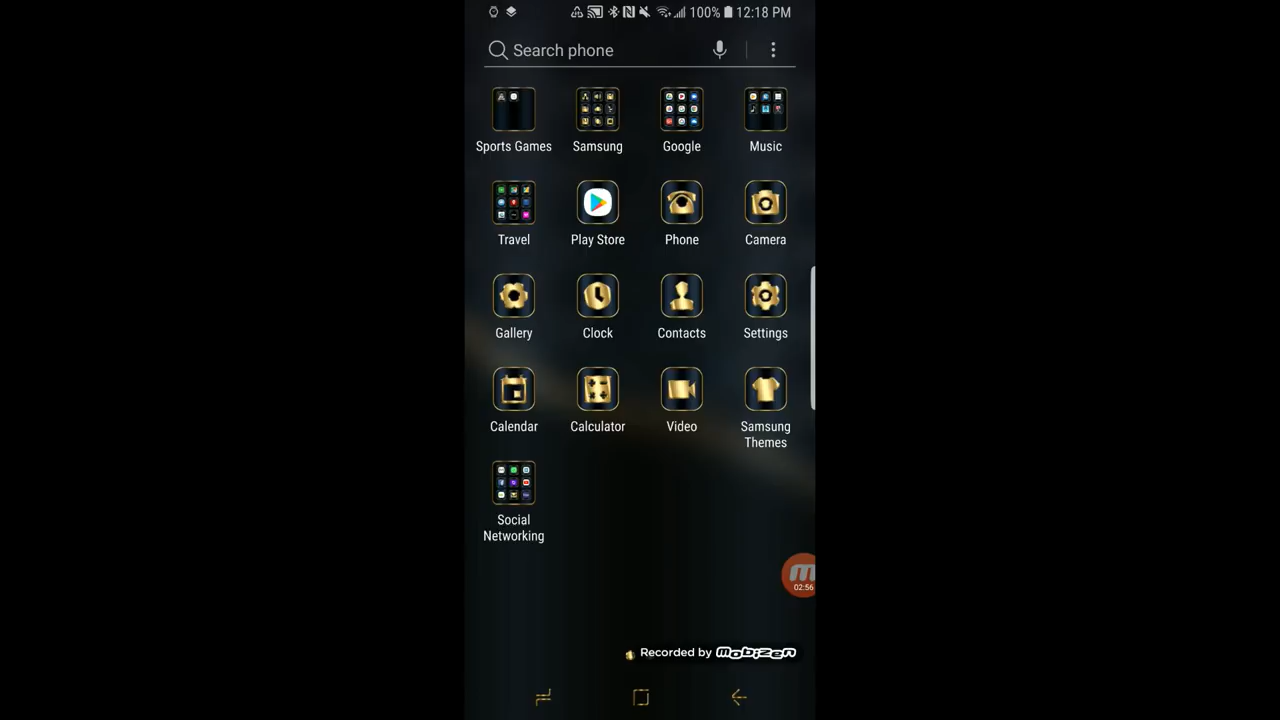 100% 12:18 PM
Search phone
Sports Games
Samsung
Google
Music
Travel
Play Store
Phone
Camera
Gallery
Clock
Contacts
Settings
Calendar
Calculator
Video
Samsung
Themes
Social
Networking
02:56
Recorded by mobizen